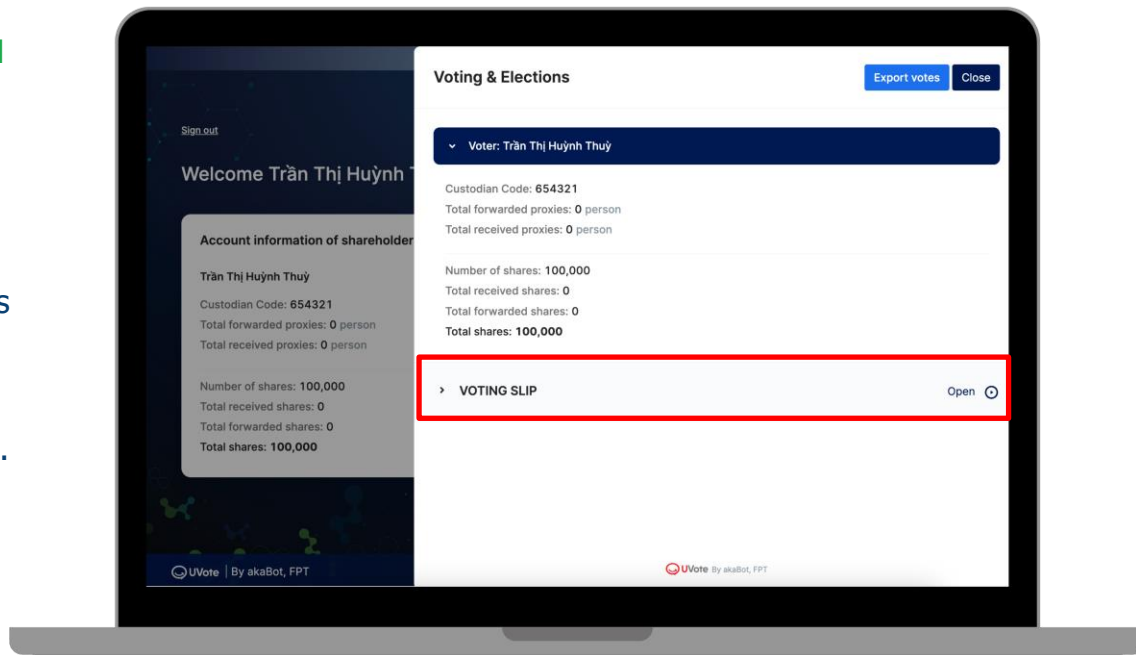 s
.
Sign out
Welcome Trần Thị Huỳnh
Account information of shareholder
Trần Thị Huỳnh Thuỳ
Custodian Code: 654321
Total forwarded proxies: 0 person
Total received proxies: 0 person
Number of shares: 100,000
Total received shares: 0
Total forwarded shares: 0
Total shares: 100,000
UVote | By akaBot, FPT
Voting & Elections
Export votes
Close
Voter: Trần Thị Huỳnh Thuỳ
Custodian Code: 654321
Total forwarded proxies: 0 person
Total received proxies: 0 person
Number of shares: 100,000
Total received shares: 0
Total forwarded shares: 0
Total shares: 100,000
VOTING SLIP
Open
UVote By akaBot, FPT